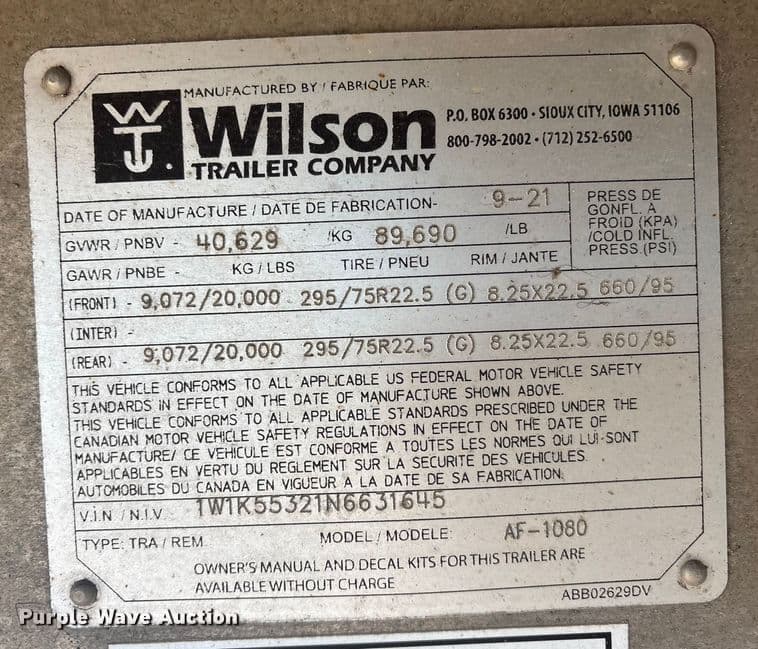 MANUFACTURED BY / FABRIQUE PAR:
WT
Wilson
TRAILER COMPANY
P.O. BOX 6300 • SIOUX CITY, IOWA 51106
800-798-2002 • (712) 252-6500
DATE OF MANUFACTURE / DATE DE FABRICATION- 9-21
PRESS DE
GONFL. A
FROID (KPA)
/COLD INFL.
PRESS.(PSI)
GVWR / PNBV - 40,629 /KG 89,690 /LB
GAWR / PNBE - KG / LBS TIRE / PNEU RIM / JANTE
(FRONT) - 9,072/20,000 295/75R22.5 (G) 8.25X22.5 660/95
(INTER) -
(REAR) - 9,072/20,000 295/75R22.5 (G) 8.25X22.5 660/95
THIS VEHICLE CONFORMS TO ALL APPLICABLE US FEDERAL MOTOR VEHICLE SAFETY
STANDARDS IN EFFECT ON THE DATE OF MANUFACTURE SHOWN ABOVE.
THIS VEHICLE CONFORMS TO ALL APPLICABLE STANDARDS PRESCRIBED UNDER THE
CANADIAN MOTOR VEHICLE SAFETY REGULATIONS IN EFFECT ON THE DATE OF
MANUFACTURE/ CE VEHICULE EST CONFORME A TOUTES LES NORMES QUI LUI-SONT
APPLICABLES EN VERTU DU REGLEMENT SUR LA SECURITE DES VEHICULES
AUTOMOBILES DU CANADA EN VIGUEUR A LA DATE DE SA FABRICATION.
V.I.N / N.I.V. 1W1K55321N6631645
TYPE: TRA / REM MODEL / MODELE: AF-1080
OWNER'S MANUAL AND DECAL KITS FOR THIS TRAILER ARE
AVAILABLE WITHOUT CHARGE
ABB02629DV
Purple Wave Auction